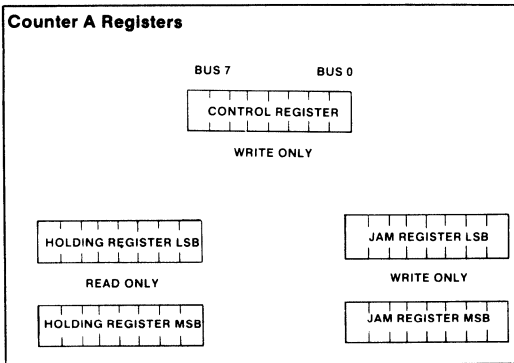 Counter A Registers
BUS 7 BUS 0
CONTROL REGISTER
WRITE ONLY
HOLDING REGISTER LSB
READ ONLY
HOLDING REGISTER MSB
JAM REGISTER LSB
WRITE ONLY
JAM REGISTER MSB